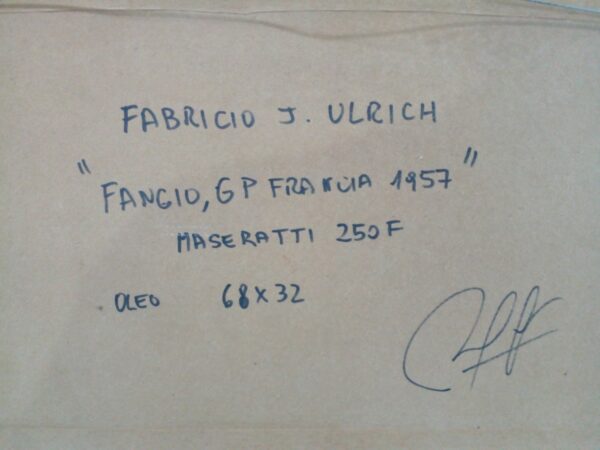 FABRICIO J. ULRICH
"FANGIO, GP FRANCIA 1957"
MASERATTI 250F
OLEO 68x32